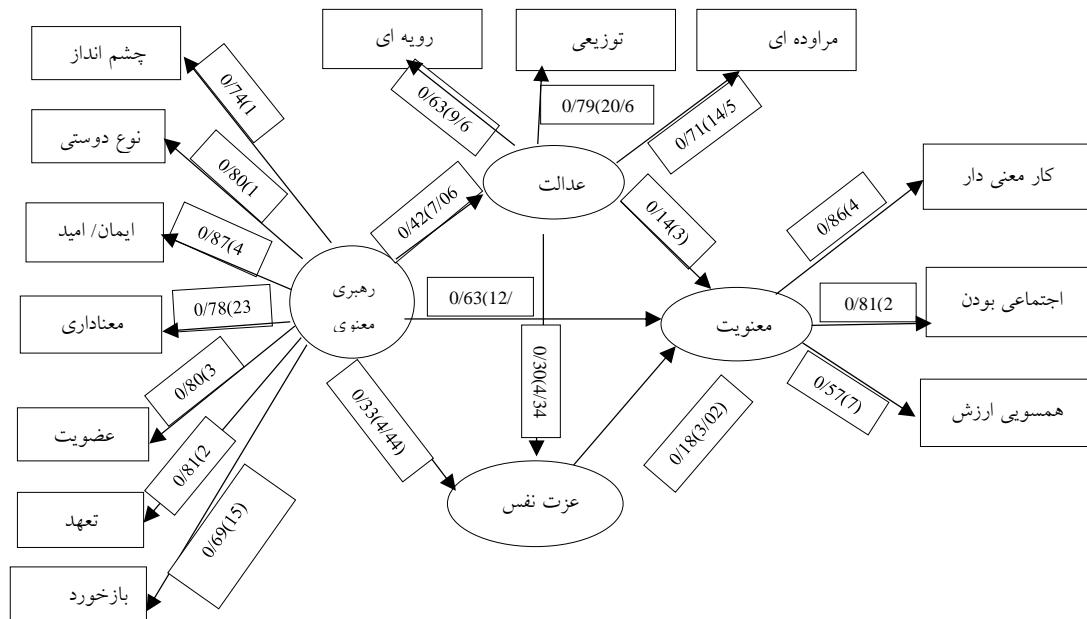 رویه ای
توزیعی
مراوده ای
چشم انداز
0/74(1
0/63(9/6
0/79(20/6
0/71(14/5
نوع دوستی
0/80(1
عدالت
کار معنی دار
0/42(7/06
0/14(3)
0/86(4
ایمان/ امید
0/87(4
رهبری
معنوی
0/63(12/
معنویت
0/81(2
اجتماعی بودن
معناداری
0/78(23
0/30(4/34
0/57(7)
همسویی ارزش
0/80(3
0/33(4/44)
0/18(3/02)
عضویت
0/81(2
عزت نفس
تعهد
0/69(15)
بازخورد